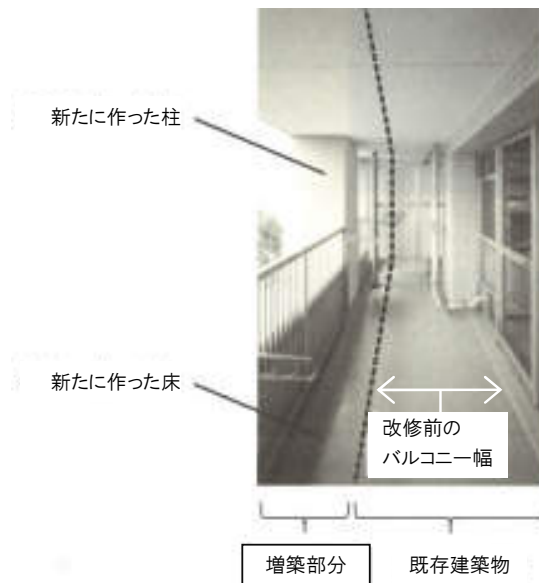 新たに作った柱
新たに作った床
改修前の
バルコニー幅
増築部分
既存建築物